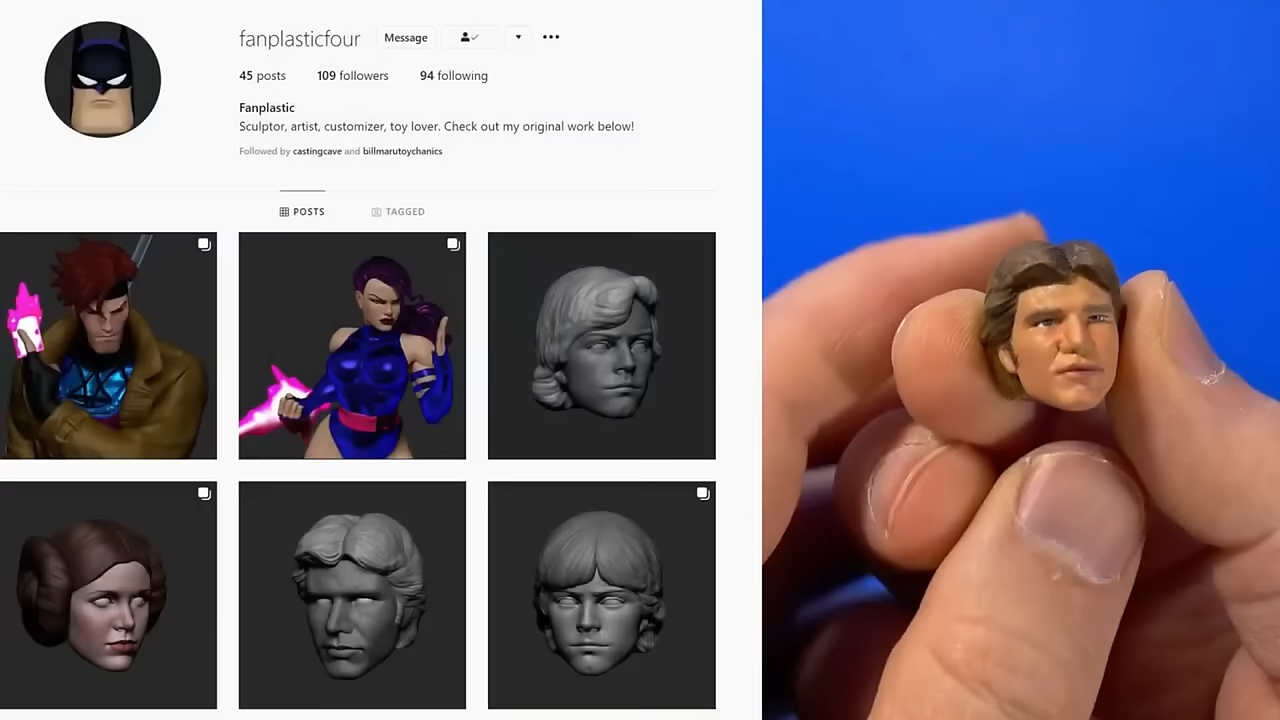 fanplasticfour Message
45 posts 109 followers 94 following
Fanplastic
Sculptor, artist, customizer, toy lover. Check out my original work below!
Followed by castingcave and billmarutoychanics
POSTS TAGGED